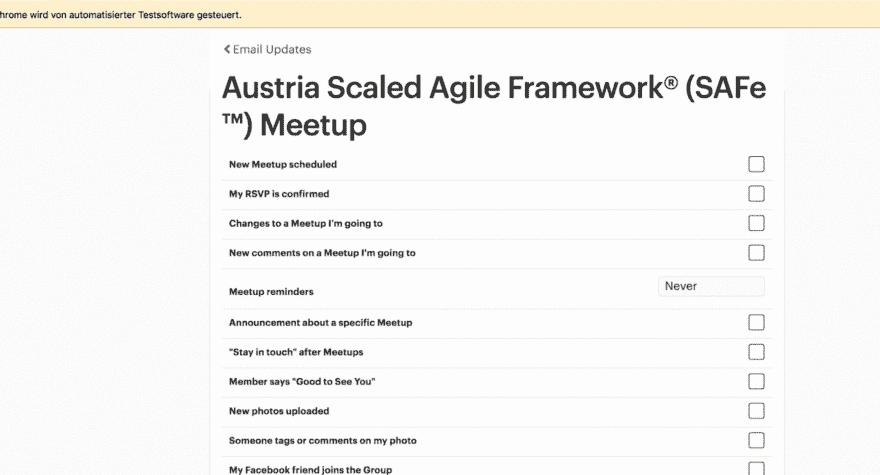 hrome wird von automatisierter Testsoftware gesteuert.
Email Updates
Austria Scaled Agile Framework® (SAFe
™) Meetup
New Meetup scheduled
My RSVP is confirmed
Changes to a Meetup I'm going to
New comments on a Meetup I'm going to
Meetup reminders Never
Announcement about a specific Meetup
"Stay in touch" after Meetups
Member says "Good to See You"
New photos uploaded
Someone tags or comments on my photo
My Facebook friend joins the Group